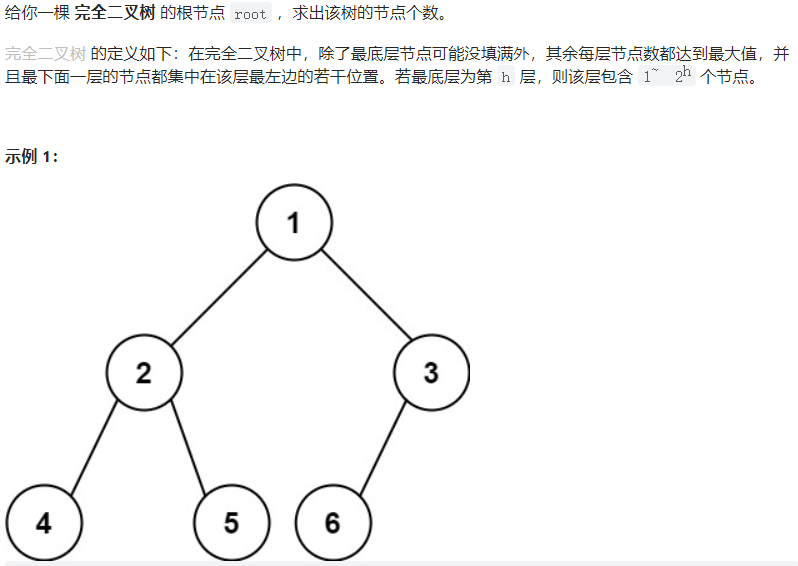 给你一棵 完全二叉树 的根节点 root ，求出该树的节点个数。
完全二叉树 的定义如下：在完全二叉树中，除了最底层节点可能没填满外，其余每层节点数都达到最大值，并
且最下面一层的节点都集中在该层最左边的若干位置。若最底层为第 h 层，则该层包含 1~ 2^h 个节点。
示例 1：
1
2 3
4 5 6